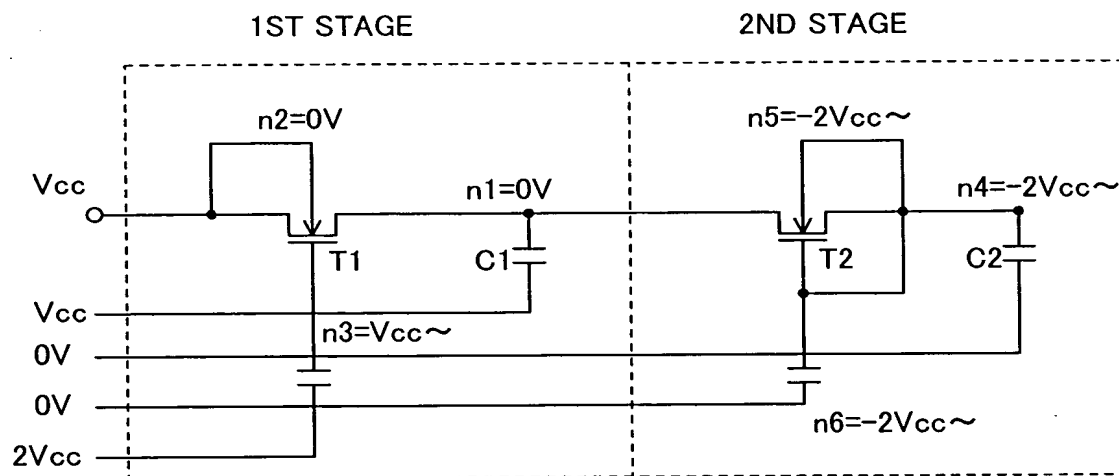 1ST STAGE
2ND STAGE
n2=0V
n5=-2Vcc~
Vcc
n1=0V
n4=-2Vcc~
T1
C1
T2
C2
Vcc
n3=Vcc~
0V
0V
n6=-2Vcc~
2Vcc